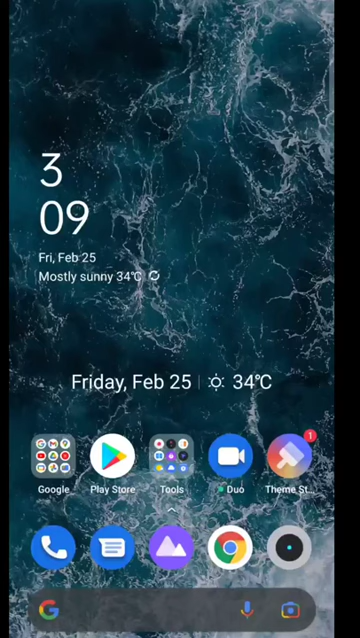 3
09
Fri, Feb 25
Mostly sunny 34℃
Friday, Feb 25 | 34℃
1
Google
Play Store
Tools
Duo
Theme St...